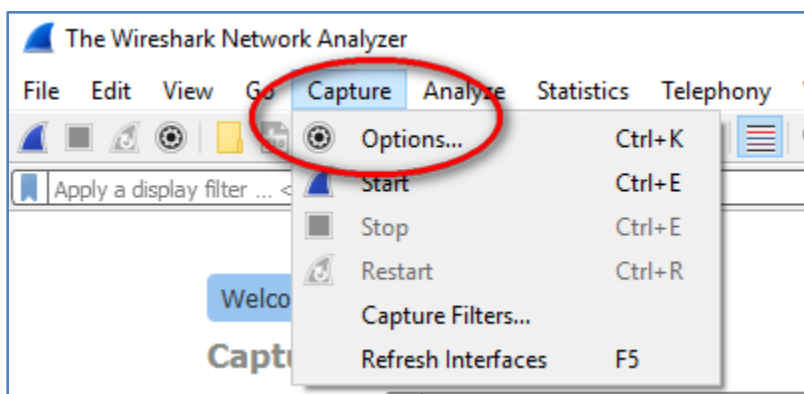 The Wireshark Network Analyzer
File Edit View Go Capture Analyze Statistics Telephony
Options... Ctrl+K
Apply a display filter ... <
Start Ctrl+E
Stop Ctrl+E
Restart Ctrl+R
Capture Filters...
Refresh Interfaces F5